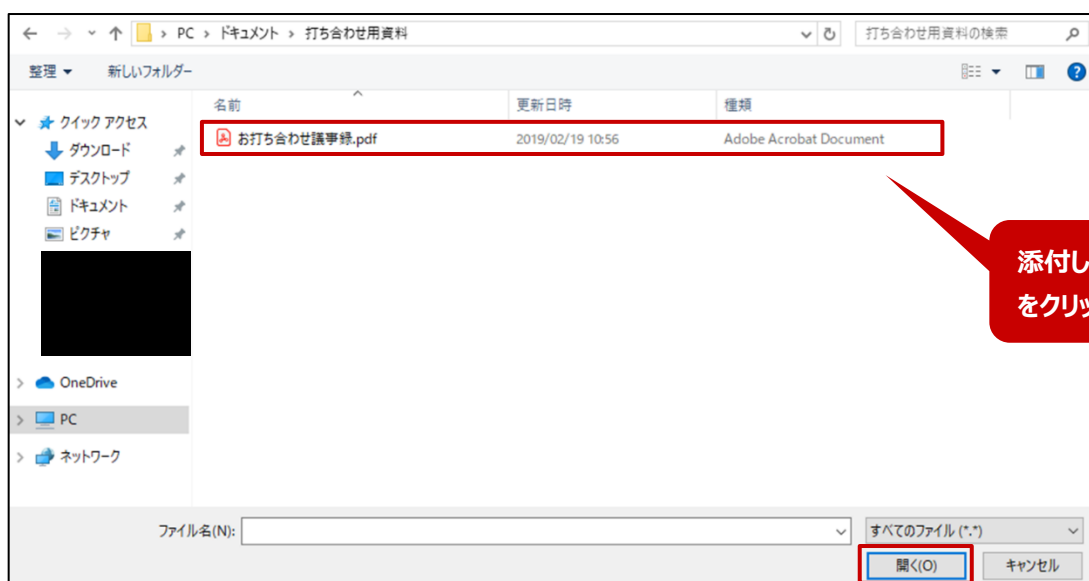 PC › ドキュメント › 打ち合わせ用資料
打ち合わせ用資料の検索
整理
新しいフォルダー
名前
更新日時
種類
クイック アクセス
お打ち合わせ議事録.pdf
2019/02/19 10:56
Adobe Acrobat Document
ダウンロード
デスクトップ
ドキュメント
ピクチャ
添付し
をクリッ
OneDrive
PC
ネットワーク
ファイル名(N):
すべてのファイル (*.*)
開く(O)
キャンセル